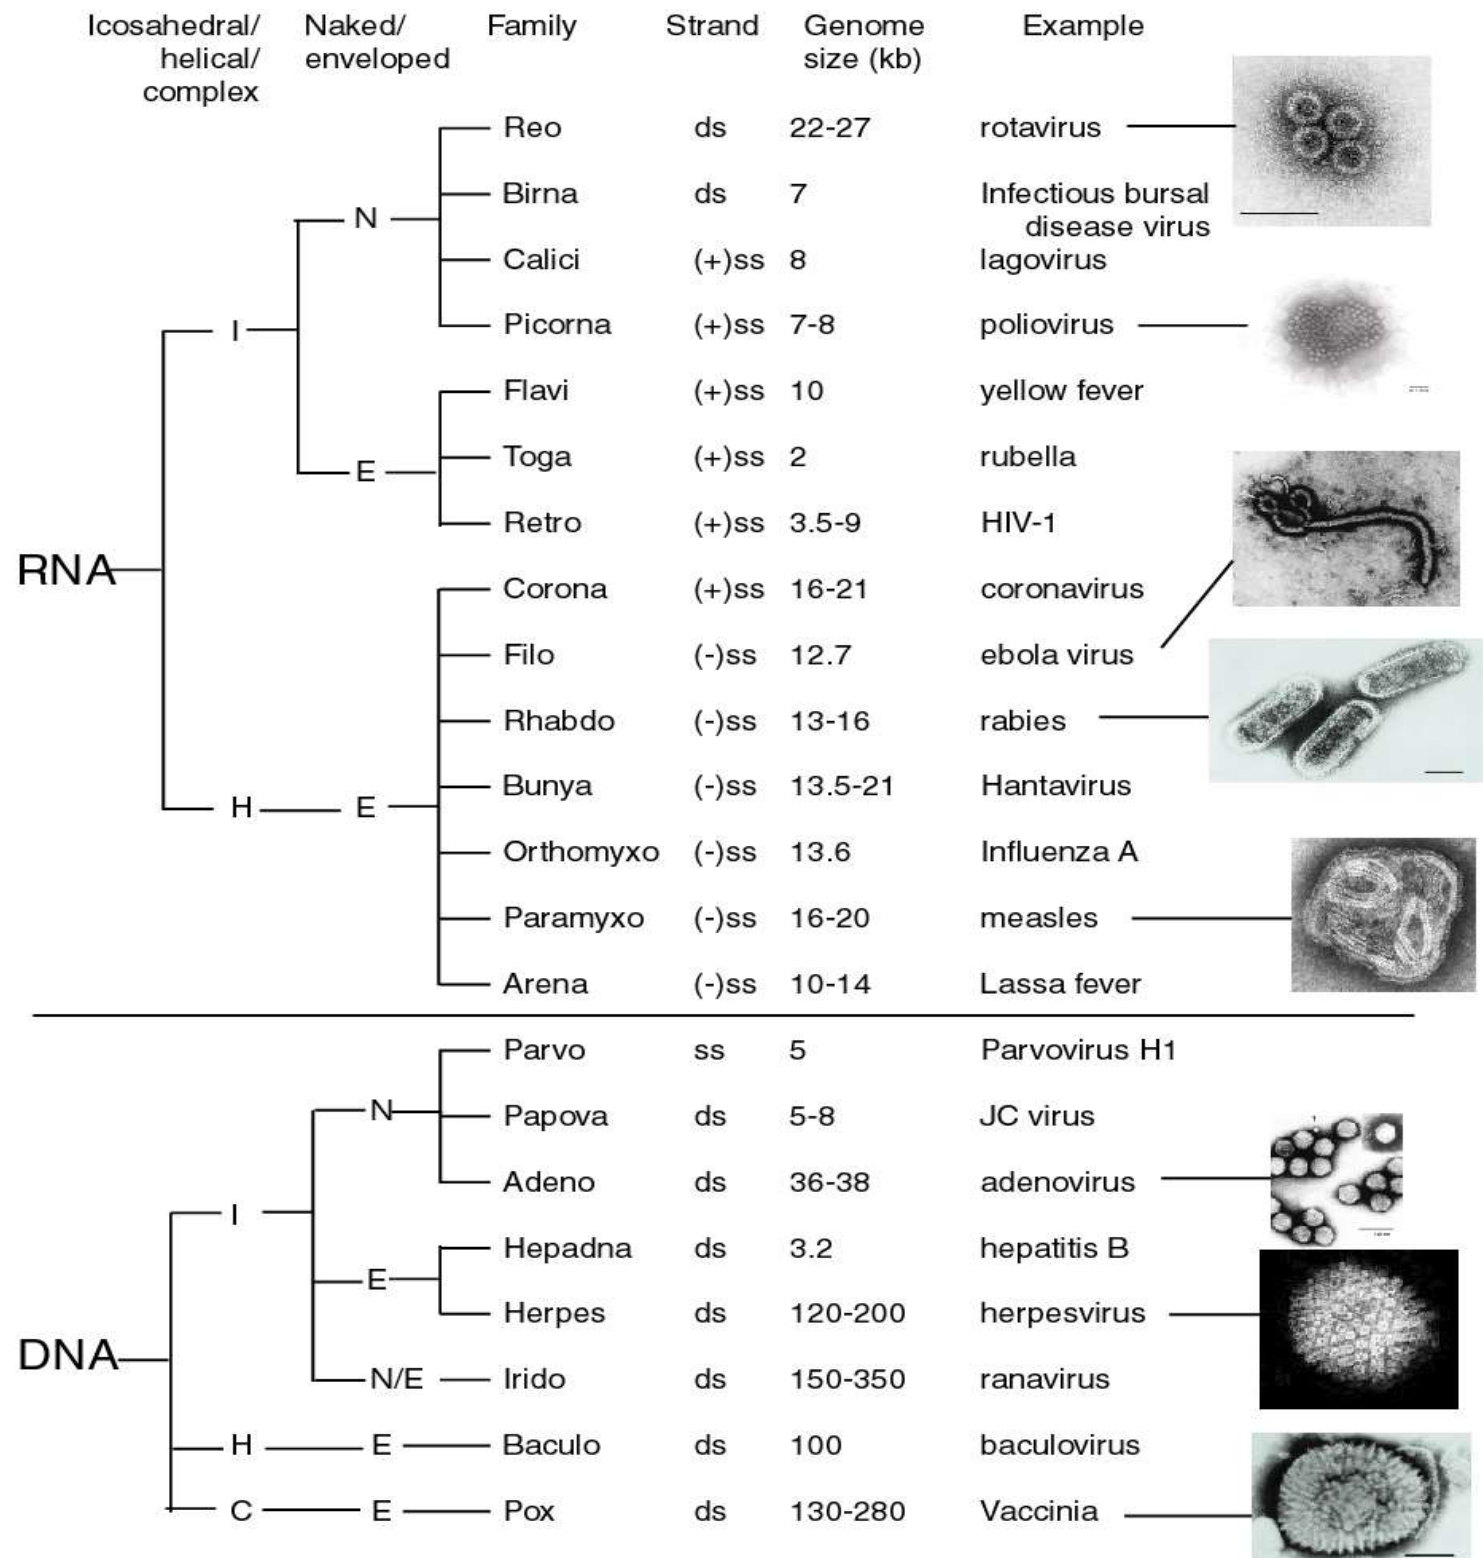 Icosahedral/ Naked/ Family Strand Genome Example
helical/ enveloped size (kb)
complex
Reo ds 22-27 rotavirus
Birna ds 7 Infectious bursal
N disease virus
Calici (+)ss 8 lagovirus
I Picorna (+)ss 7-8 poliovirus
Flavi (+)ss 10 yellow fever
Toga (+)ss 2 rubella
E
Retro (+)ss 3.5-9 HIV-1
RNA
Corona (+)ss 16-21 coronavirus
Filo (-)ss 12.7 ebola virus
Rhabdo (-)ss 13-16 rabies
Bunya (-)ss 13.5-21 Hantavirus
H E
Orthomyxo (-)ss 13.6 Influenza A
Paramyxo (-)ss 16-20 measles
Arena (-)ss 10-14 Lassa fever
Parvo ss 5 Parvovirus H1
N Papova ds 5-8 JC virus
Adeno ds 36-38 adenovirus
I
Hepadna ds 3.2 hepatitis B
E
Herpes ds 120-200 herpesvirus
DNA
N/E Irido ds 150-350 ranavirus
H E Baculo ds 100 baculovirus
C E Pox ds 130-280 Vaccinia